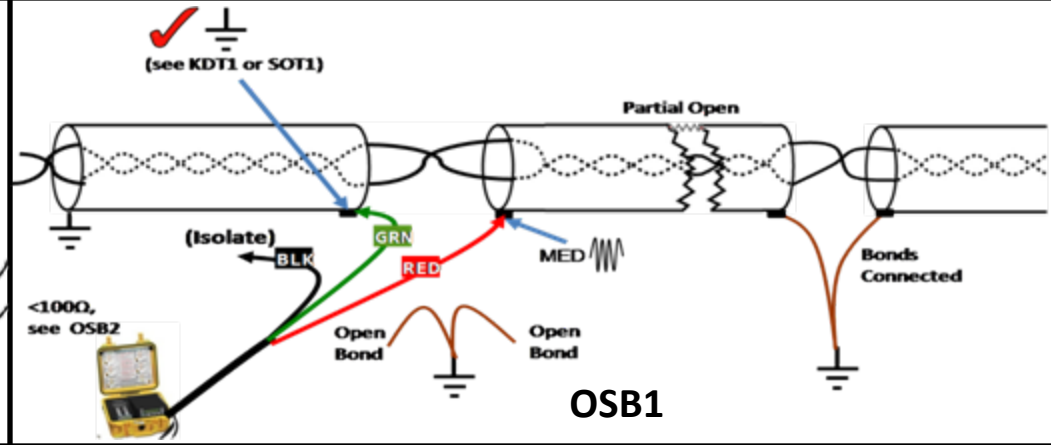 (see KDT1 or SOT1)
Partial Open
(Isolate)
BLK
GRN
RED
MED
Bonds
Connected
<100Ω,
see OSB2
Open
Bond
Open
Bond
OSB1